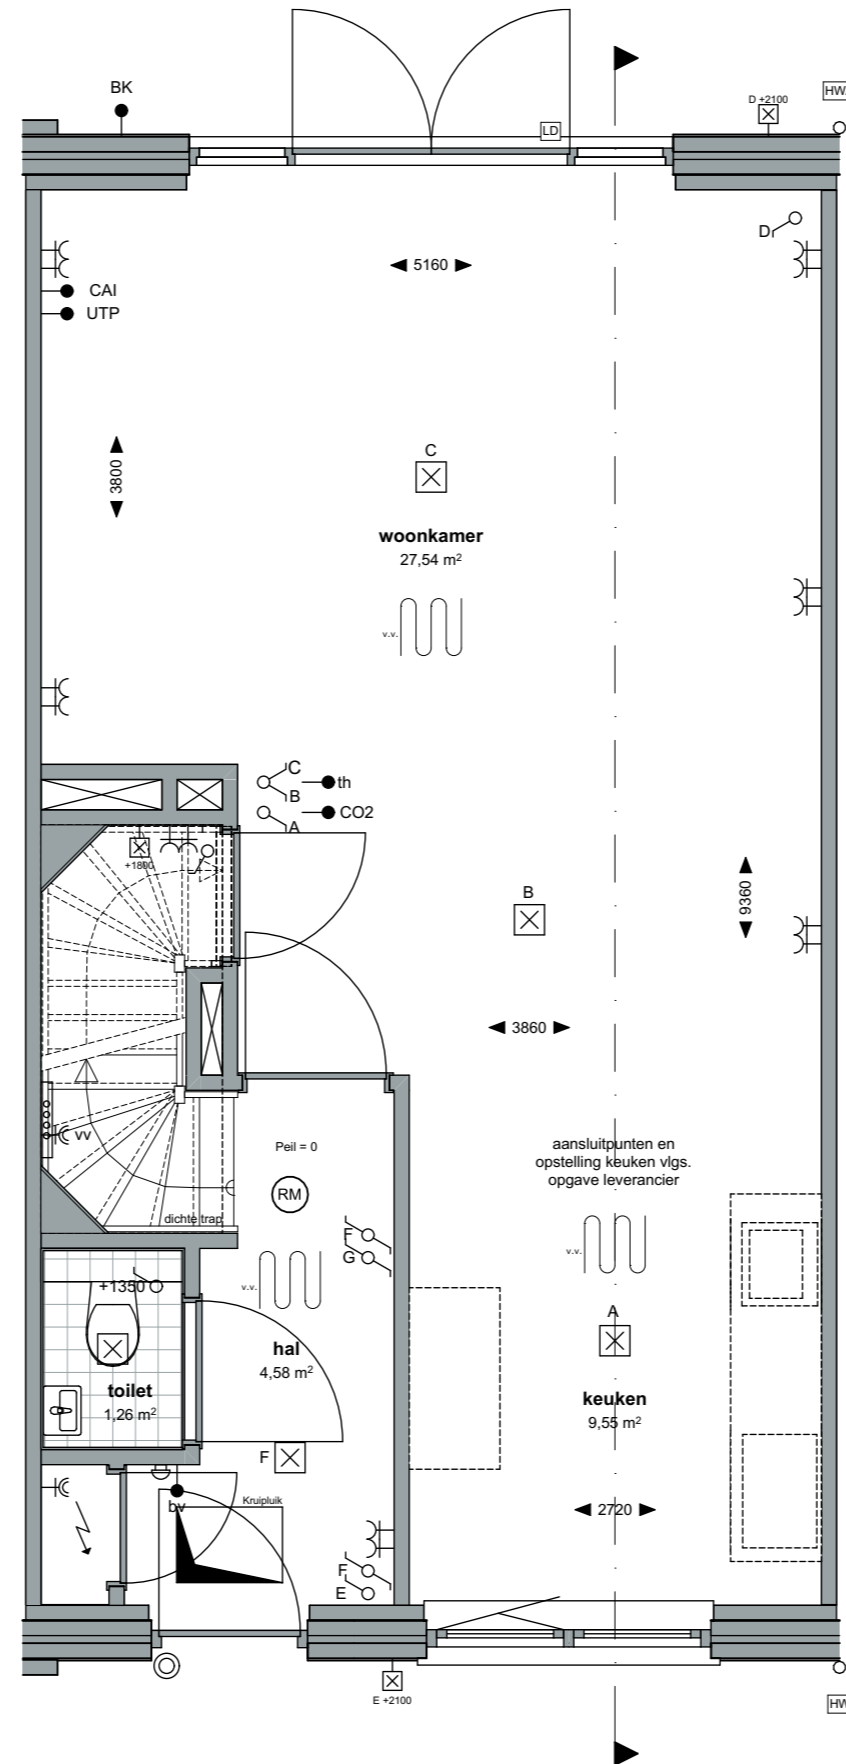 BK
D +2100
HW
LD
D
5160
CAI
UTP
3800
C
woonkamer
27,54 m²
v.v.
C
th
B
CO2
A
+1800
B
9360
3860
vv
Peil = 0
aansluitpunten en
opstelling keuken vlgs.
opgave leverancier
RM
dichte trap
F
G
v.v.
v.v.
+1350
A
hal
4,58 m²
toilet
1,26 m²
keuken
9,55 m²
F
bv
Kruipluik
2720
F
E
E +2100
HW